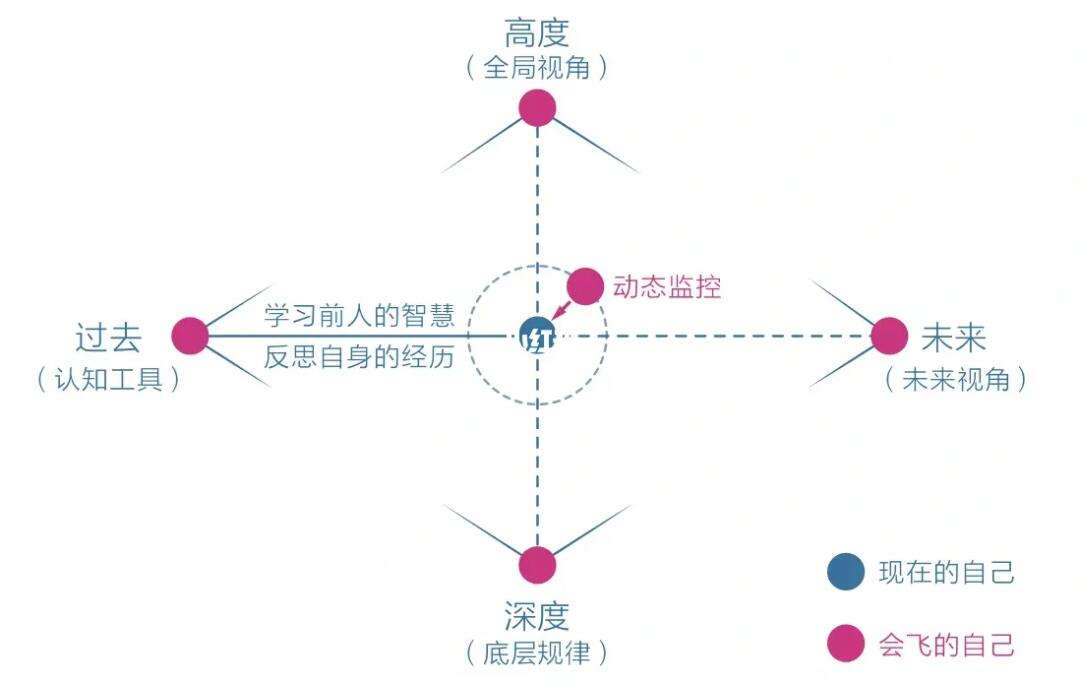 高度
（全局视角）
动态监控
学习前人的智慧
过去
未来
反思自身的经历
（认知工具）
（未来视角）
深度
（底层规律）
现在的自己
会飞的自己